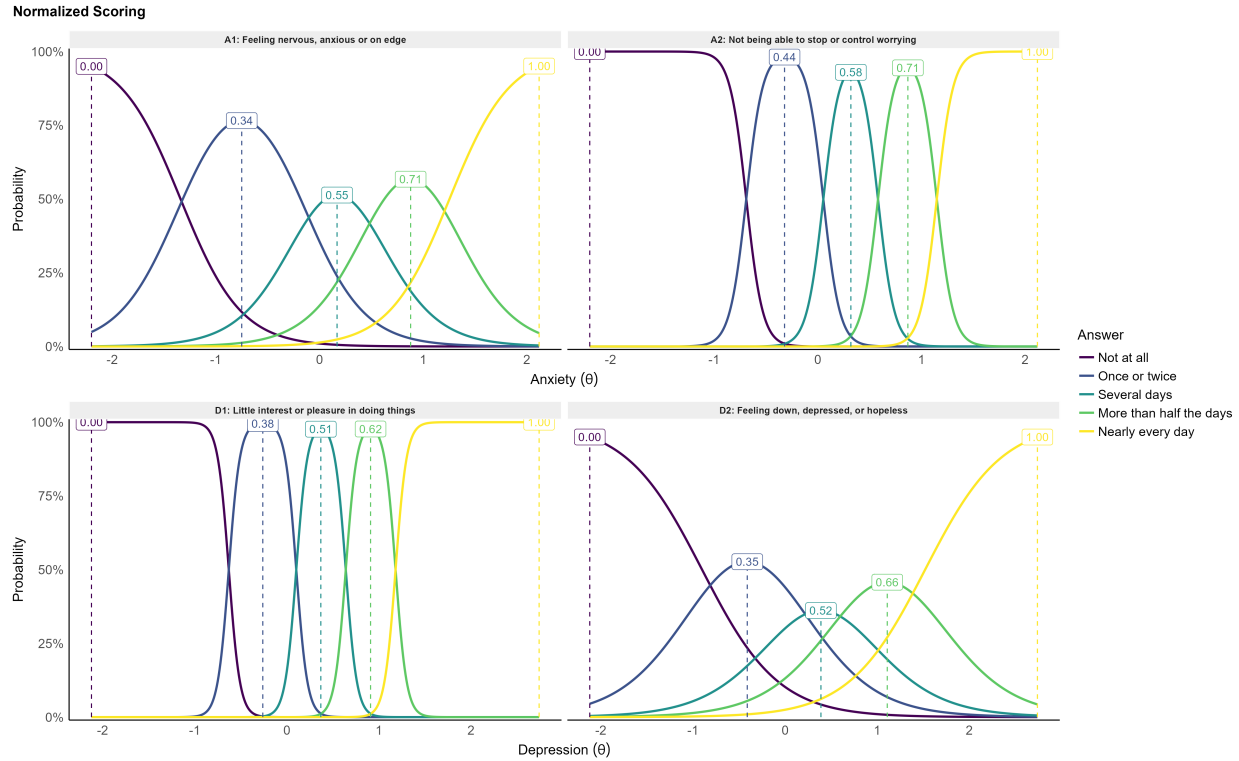 Normalized Scoring
A1: Feeling nervous, anxious or on edge
A2: Not being able to stop or control worrying
100%
75%
50%
25%
0%
Probability
0.00
0.34
0.55
0.71
1.00
0.00
0.44
0.58
0.71
1.00
-2 -1 0 1 2
-2 -1 0 1 2
Anxiety (θ)
D1: Little interest or pleasure in doing things
D2: Feeling down, depressed, or hopeless
100%
75%
50%
25%
0%
Probability
0.00
0.38
0.51
0.62
1.00
0.00
0.35
0.52
0.66
1.00
-2 -1 0 1 2
-2 -1 0 1 2
Depression (θ)
Answer
Not at all
Once or twice
Several days
More than half the days
Nearly every day